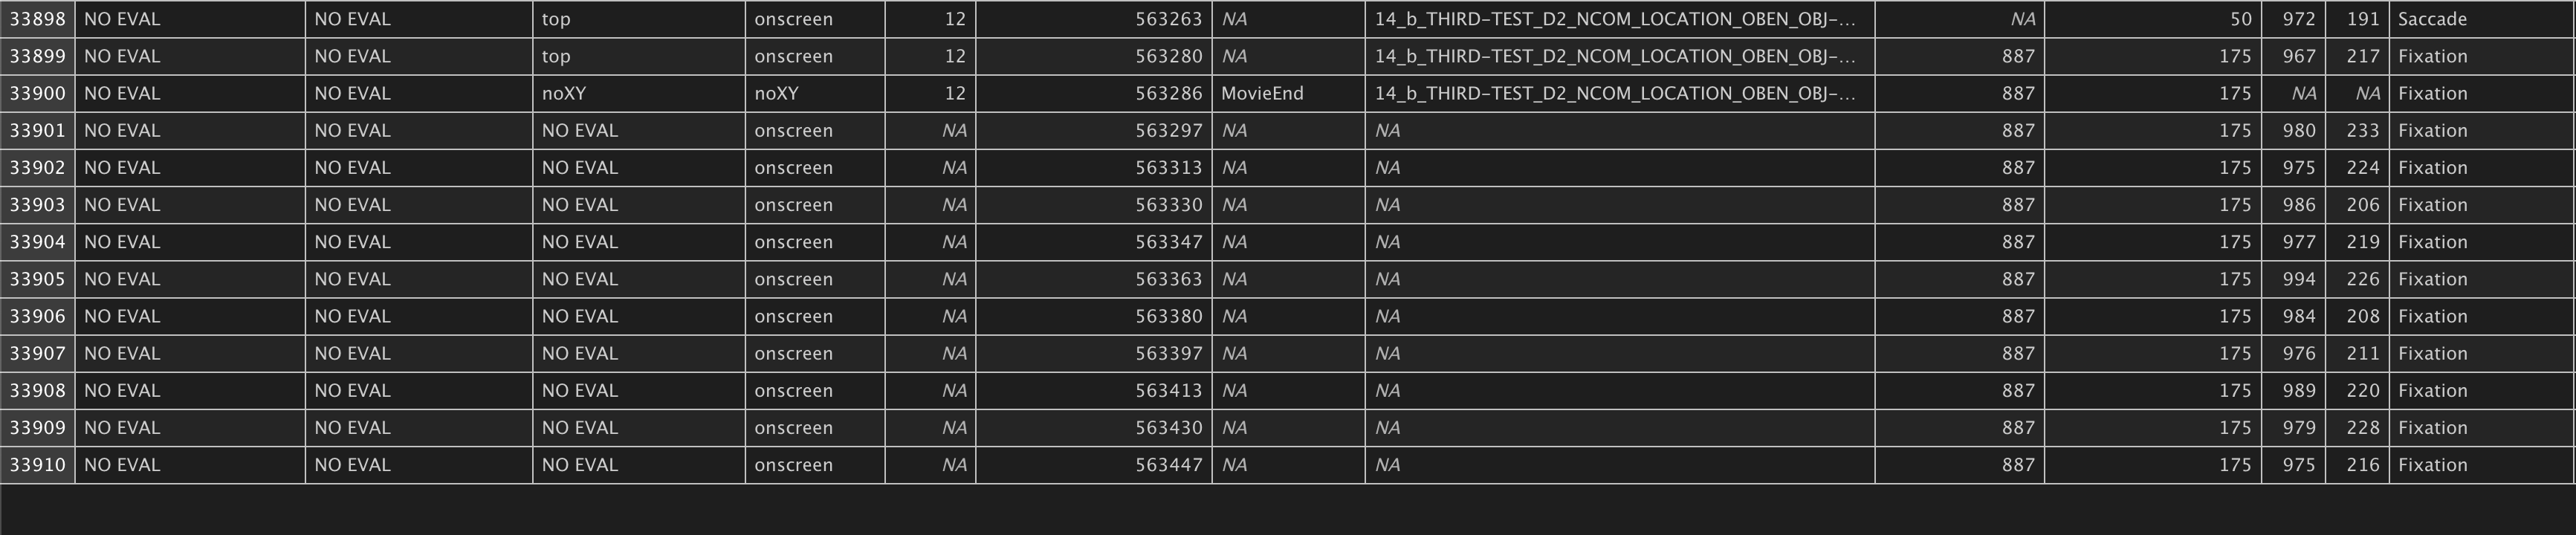 33898 NO EVAL NO EVAL top onscreen 12 563263 NA 14_b_THIRD-TEST_D2_NCOM_LOCATION_OBEN_OBJ-... NA 50 972 191 Saccade
33899 NO EVAL NO EVAL top onscreen 12 563280 NA 14_b_THIRD-TEST_D2_NCOM_LOCATION_OBEN_OBJ-... 887 175 967 217 Fixation
33900 NO EVAL NO EVAL noXY noXY 12 563286 MovieEnd 14_b_THIRD-TEST_D2_NCOM_LOCATION_OBEN_OBJ-... 887 175 NA NA Fixation
33901 NO EVAL NO EVAL NO EVAL onscreen NA 563297 NA NA 887 175 980 233 Fixation
33902 NO EVAL NO EVAL NO EVAL onscreen NA 563313 NA NA 887 175 975 224 Fixation
33903 NO EVAL NO EVAL NO EVAL onscreen NA 563330 NA NA 887 175 986 206 Fixation
33904 NO EVAL NO EVAL NO EVAL onscreen NA 563347 NA NA 887 175 977 219 Fixation
33905 NO EVAL NO EVAL NO EVAL onscreen NA 563363 NA NA 887 175 994 226 Fixation
33906 NO EVAL NO EVAL NO EVAL onscreen NA 563380 NA NA 887 175 984 208 Fixation
33907 NO EVAL NO EVAL NO EVAL onscreen NA 563397 NA NA 887 175 976 211 Fixation
33908 NO EVAL NO EVAL NO EVAL onscreen NA 563413 NA NA 887 175 989 220 Fixation
33909 NO EVAL NO EVAL NO EVAL onscreen NA 563430 NA NA 887 175 979 228 Fixation
33910 NO EVAL NO EVAL NO EVAL onscreen NA 563447 NA NA 887 175 975 216 Fixation